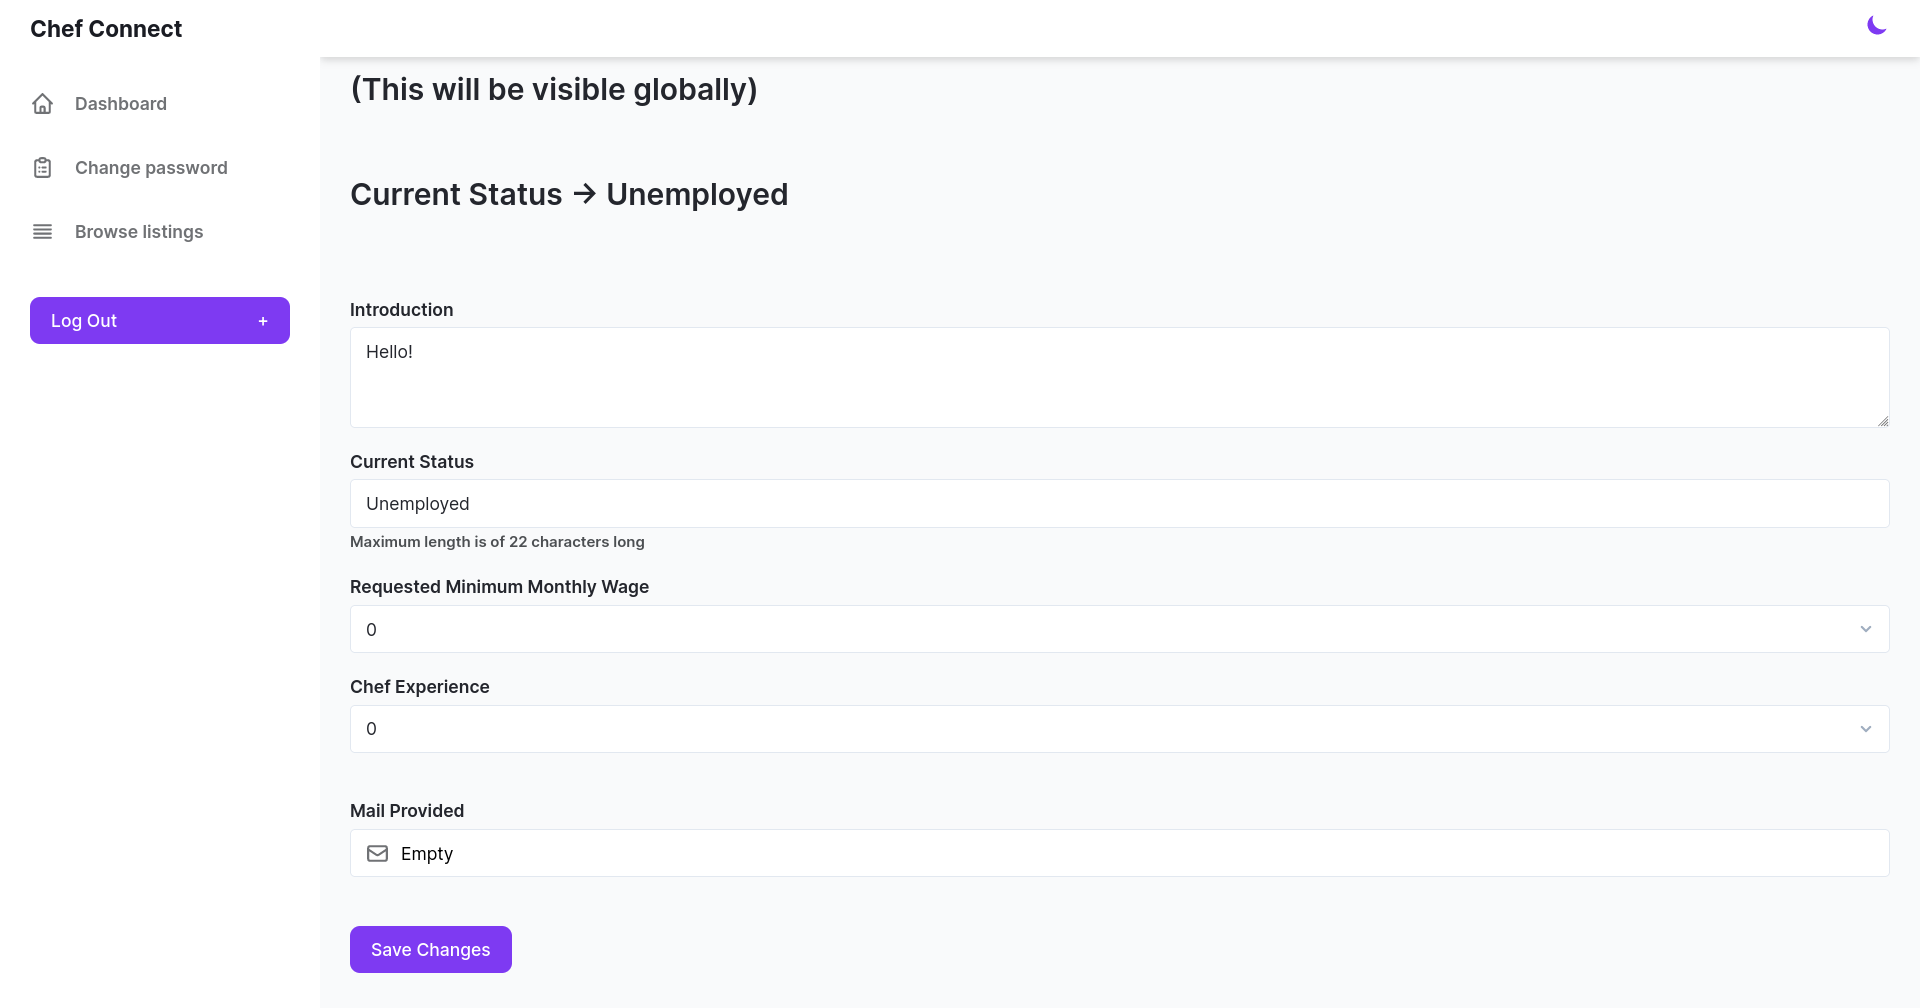 Chef Connect
Dashboard
Change password
Browse listings
Log Out +
(This will be visible globally)
Current Status → Unemployed
Introduction
Hello!
Current Status
Unemployed
Maximum length is of 22 characters long
Requested Minimum Monthly Wage
0
Chef Experience
0
Mail Provided
Empty
Save Changes